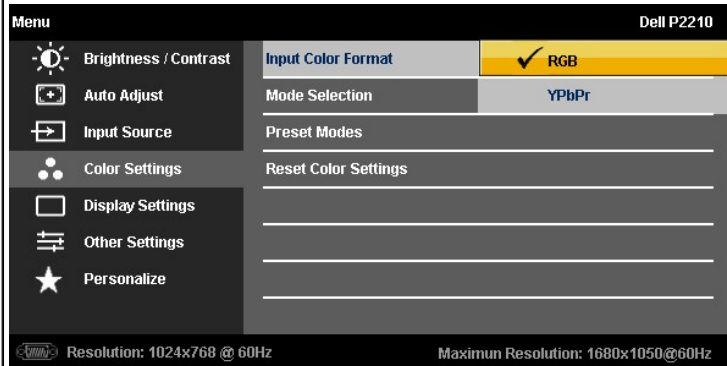 Menu Dell P2210
Brightness / Contrast Input Color Format RGB
Auto Adjust Mode Selection YPbPr
Input Source Preset Modes
Color Settings Reset Color Settings
Display Settings
Other Settings
Personalize
Resolution: 1024x768 @ 60Hz Maximun Resolution: 1680x1050@60Hz